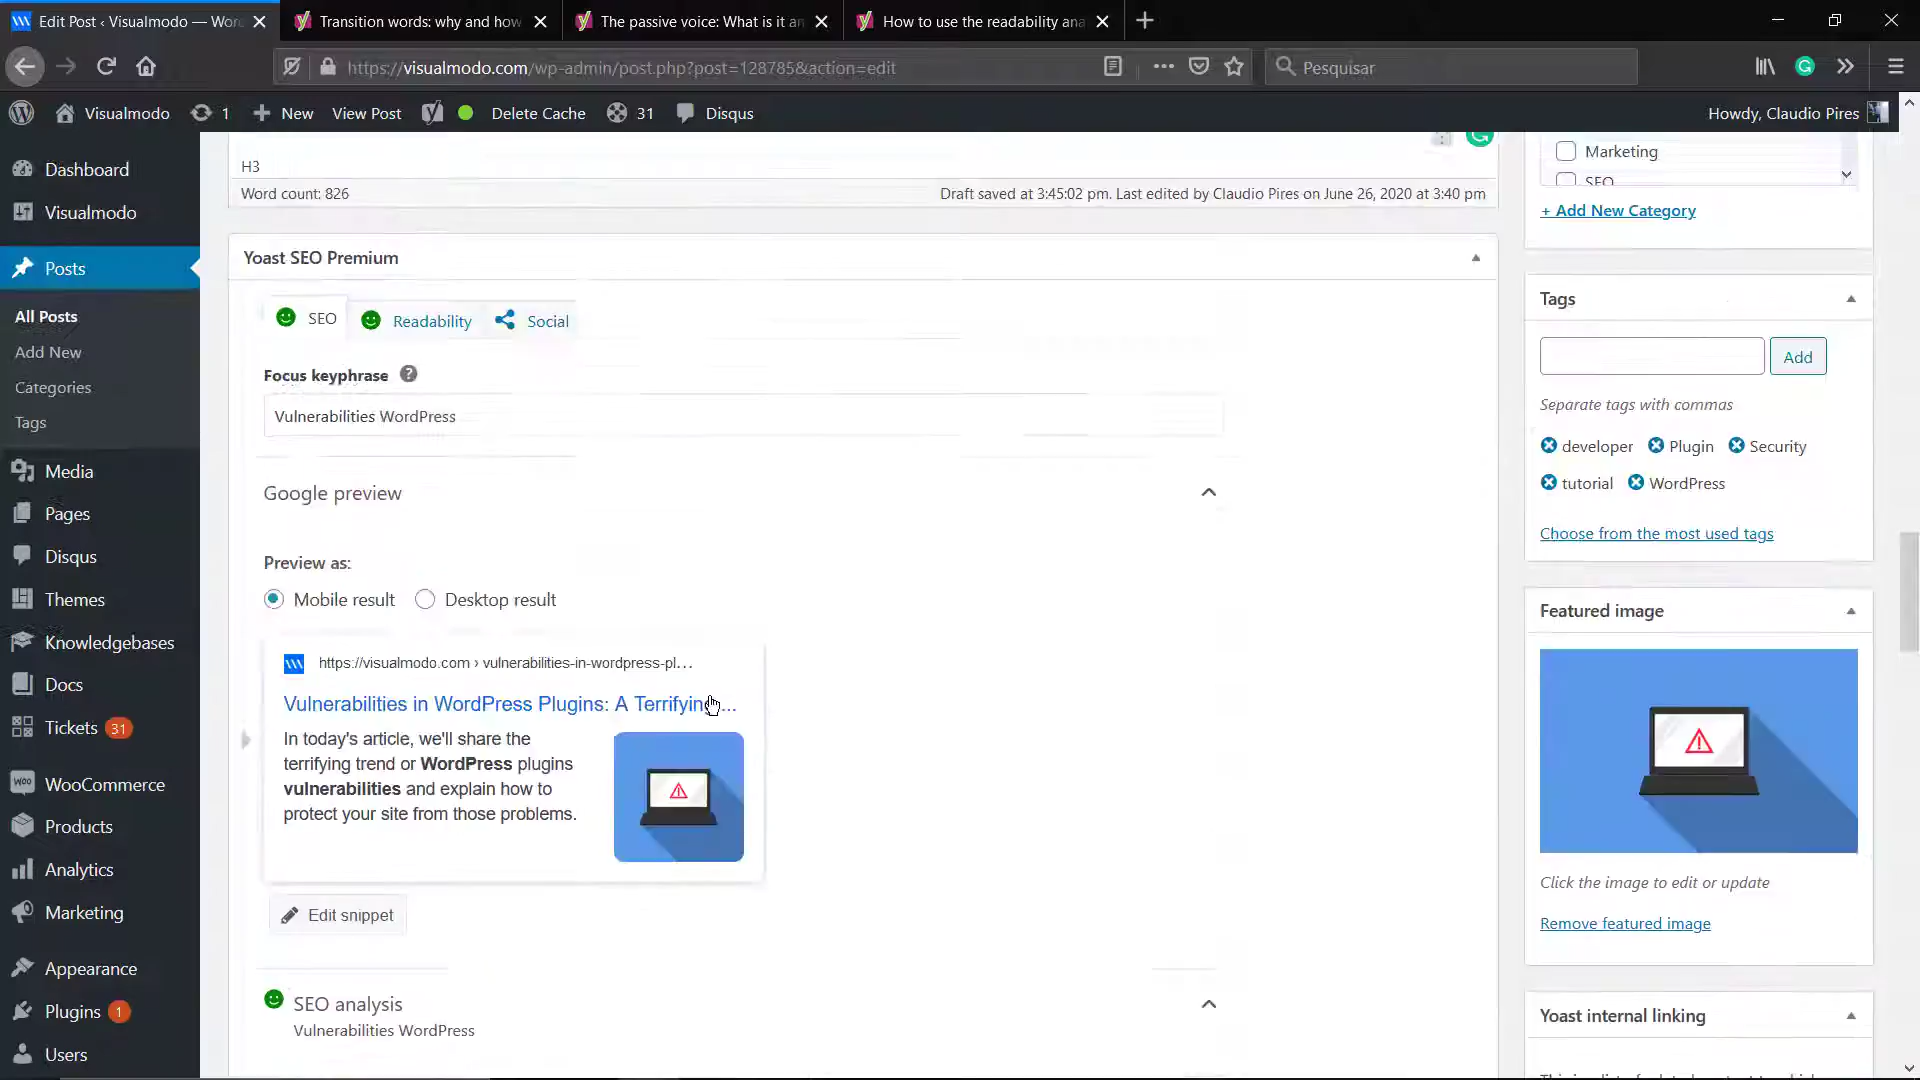 Edit Post ‹ Visualmodo — Wor
Transition words: why and how
The passive voice: What is it an
How to use the readability ana
https://visualmodo.com/wp-admin/post.php?post=128785&action=edit
Pesquisar
Visualmodo
1
New
View Post
Delete Cache
31
Disqus
Howdy, Claudio Pires
Dashboard
Visualmodo
Posts
All Posts
Add New
Categories
Tags
Media
Pages
Disqus
Themes
Knowledgebases
Docs
Tickets 31
WooCommerce
Products
Analytics
Marketing
Appearance
Plugins 1
Users
H3
Word count: 826
Draft saved at 3:45:02 pm. Last edited by Claudio Pires on June 26, 2020 at 3:40 pm
Yoast SEO Premium
SEO
Readability
Social
Focus keyphrase
Vulnerabilities WordPress
Google preview
Preview as:
Mobile result
Desktop result
https://visualmodo.com › vulnerabilities-in-wordpress-pl...
Vulnerabilities in WordPress Plugins: A Terrifying ...
In today's article, we'll share the
terrifying trend or WordPress plugins
vulnerabilities and explain how to
protect your site from those problems.
Edit snippet
SEO analysis
Vulnerabilities WordPress
Marketing
SEO
+ Add New Category
Tags
Add
Separate tags with commas
developer
Plugin
Security
tutorial
WordPress
Choose from the most used tags
Featured image
Click the image to edit or update
Remove featured image
Yoast internal linking